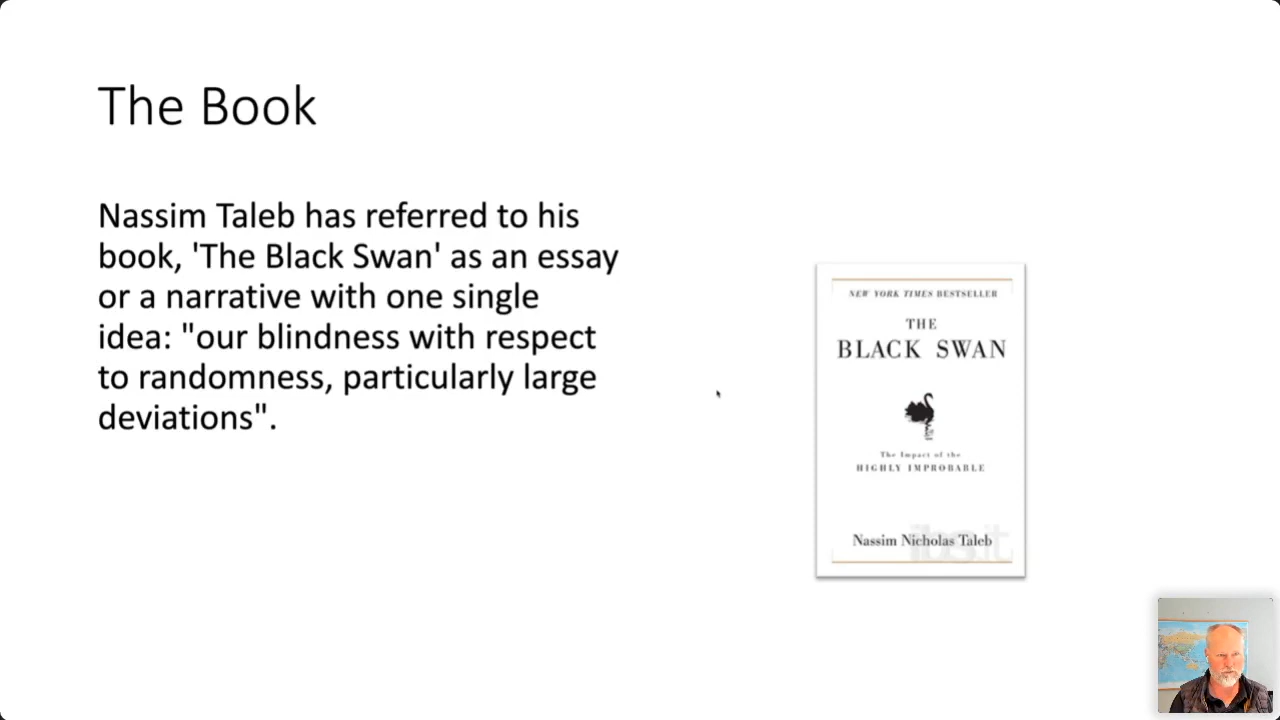 The Book
Nassim Taleb has referred to his
book, 'The Black Swan' as an essay
or a narrative with one single
idea: "our blindness with respect
to randomness, particularly large
deviations".
NEW YORK TIMES BESTSELLER
THE
BLACK SWAN
The Impact of the
HIGHLY IMPROBABLE
Nassim Nicholas Taleb